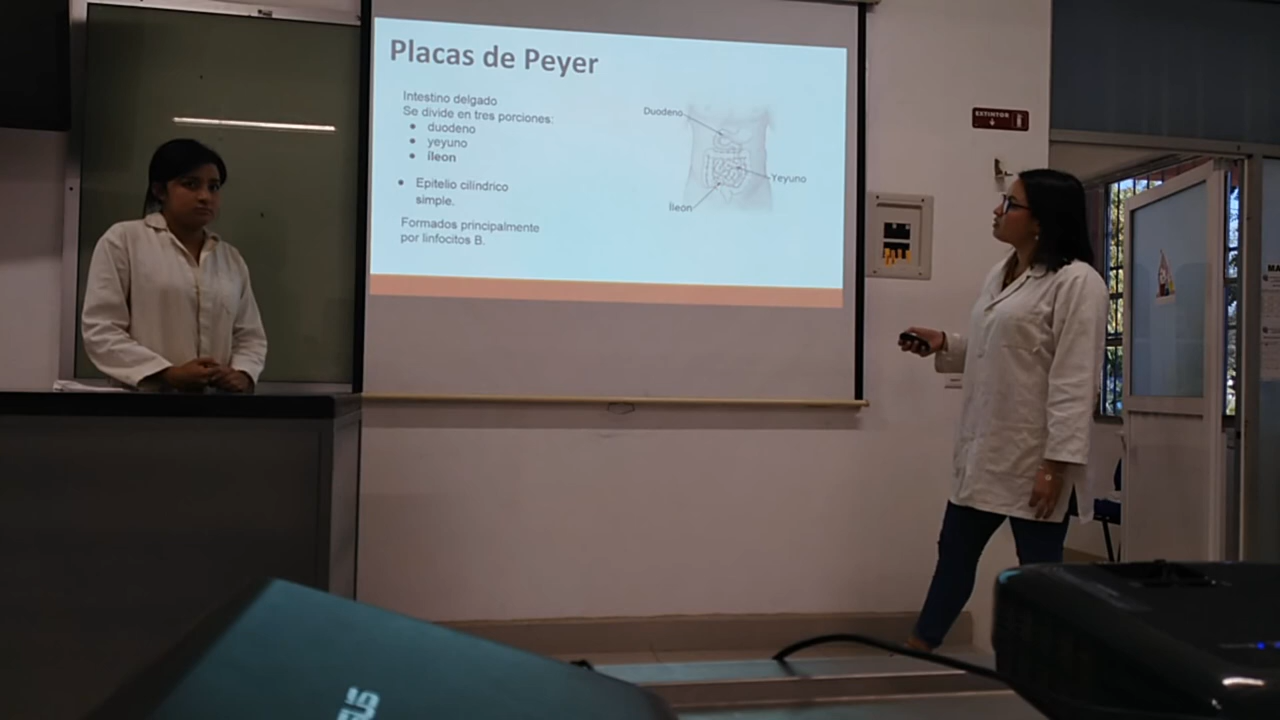 Placas de Peyer
Intestino delgado
Se divide en tres porciones:
• duodeno
• yeyuno
• íleon
• Epitelio cilíndrico
simple.
Formados principalmente
por linfocitos B.
Duodeno
Yeyuno
Íleon
EXTINTOR